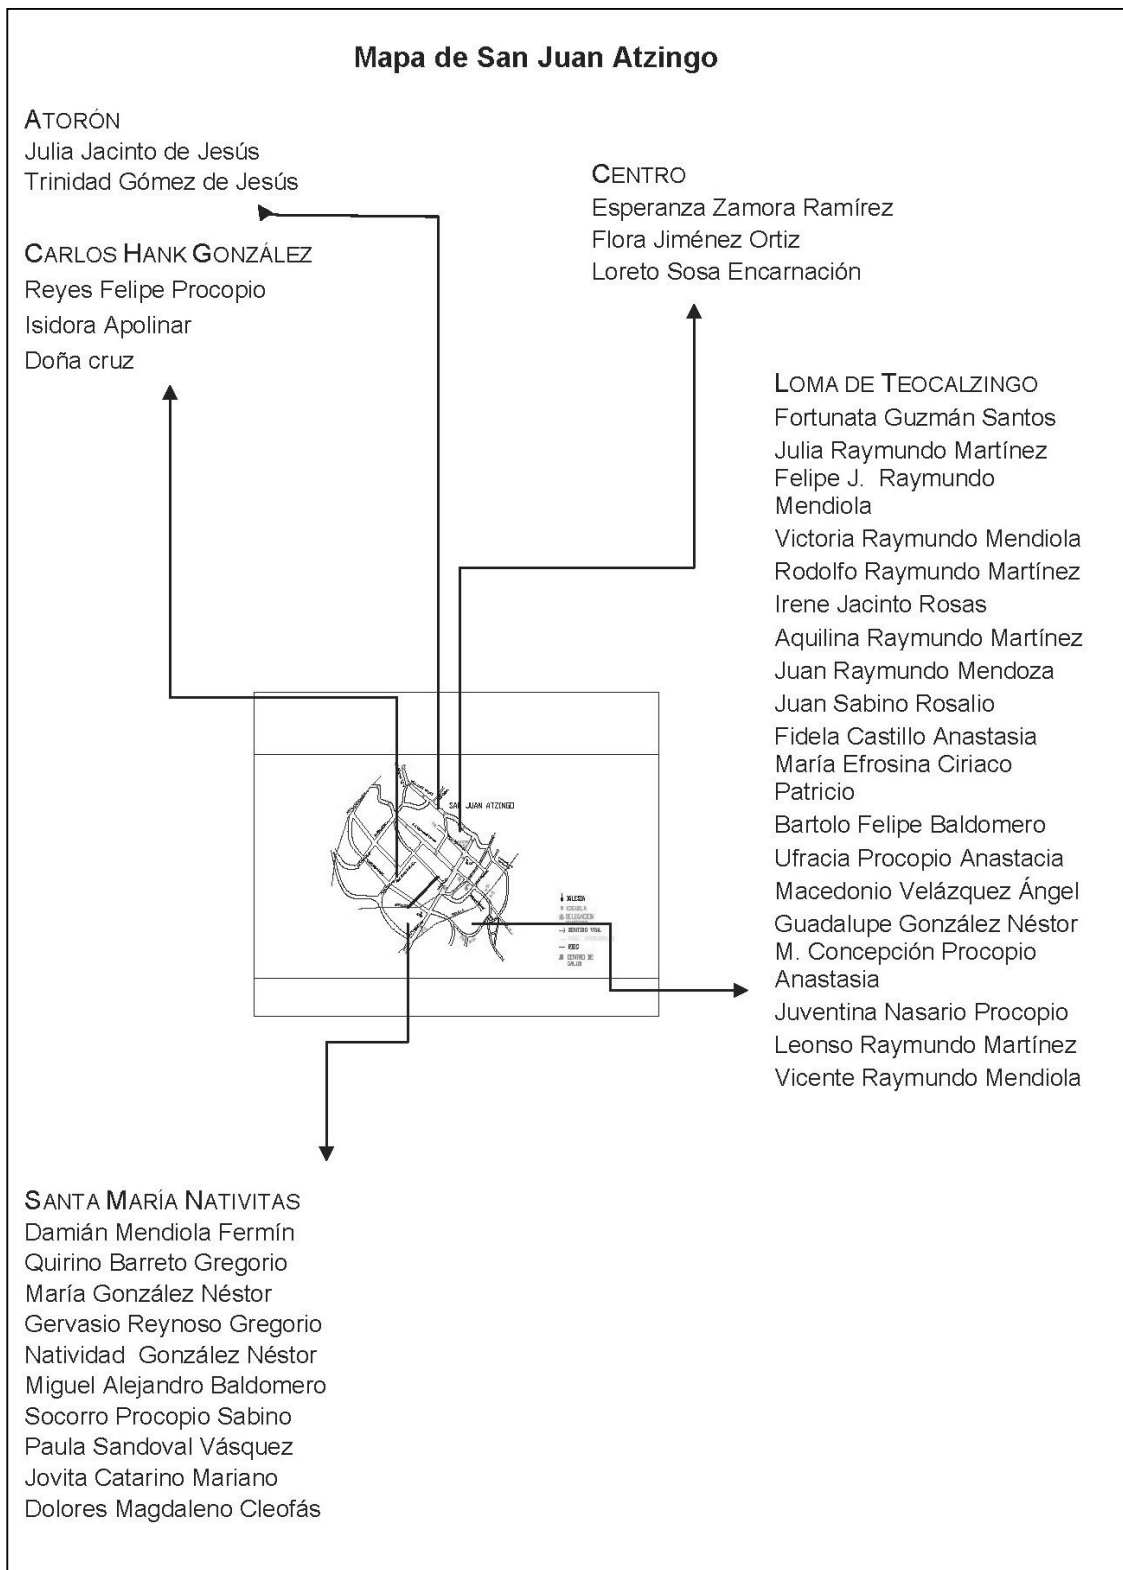 Mapa de San Juan Atzingo
ATORÓN
Julia Jacinto de Jesús
Trinidad Gómez de Jesús
CARLOS HANK GONZÁLEZ
Reyes Felipe Procopio
Isidora Apolinar
Doña cruz
CENTRO
Esperanza Zamora Ramírez
Flora Jiménez Ortiz
Loreto Sosa Encarnación
LOMA DE TEOCALZINGO
Fortunata Guzmán Santos
Julia Raymundo Martínez
Felipe J. Raymundo
Mendiola
Victoria Raymundo Mendiola
Rodolfo Raymundo Martínez
Irene Jacinto Rosas
Aquilina Raymundo Martínez
Juan Raymundo Mendoza
Juan Sabino Rosalio
Fidela Castillo Anastasia
María Efrosina Ciriaco
Patricio
Bartolo Felipe Baldomero
Ufracia Procopio Anastacia
Macedonio Velázquez Ángel
Guadalupe González Néstor
M. Concepción Procopio
Anastasia
Juventina Nasario Procopio
Leonso Raymundo Martínez
Vicente Raymundo Mendiola
SAN JUAN ATZINGO
IGLESIA
ESCUELA
DELEGACION
SENTIDO VIAL
CENTRO DE
SALUD
SANTA MARÍA NATIVITAS
Damián Mendiola Fermín
Quirino Barreto Gregorio
María González Néstor
Gervasio Reynoso Gregorio
Natividad González Néstor
Miguel Alejandro Baldomero
Socorro Procopio Sabino
Paula Sandoval Vásquez
Jovita Catarino Mariano
Dolores Magdaleno Cleofás